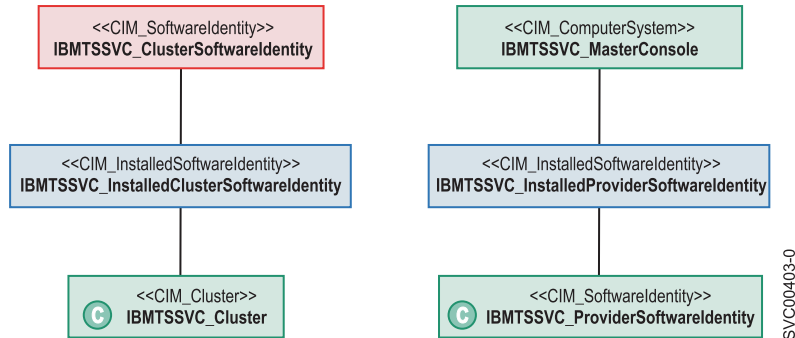 <<CIM_SoftwareIdentity>>
IBMTSSVC_ClusterSoftwareIdentity
<<CIM_ComputerSystem>>
IBMTSSVC_MasterConsole
<<CIM_InstalledSoftwareIdentity>>
IBMTSSVC_InstalledClusterSoftwareIdentity
<<CIM_InstalledSoftwareIdentity>>
IBMTSSVC_InstalledProviderSoftwareIdentity
C
<<CIM_Cluster>>
IBMTSSVC_Cluster
C
<<CIM_SoftwareIdentity>>
IBMTSSVC_ProviderSoftwareIdentity
SVC00403-0